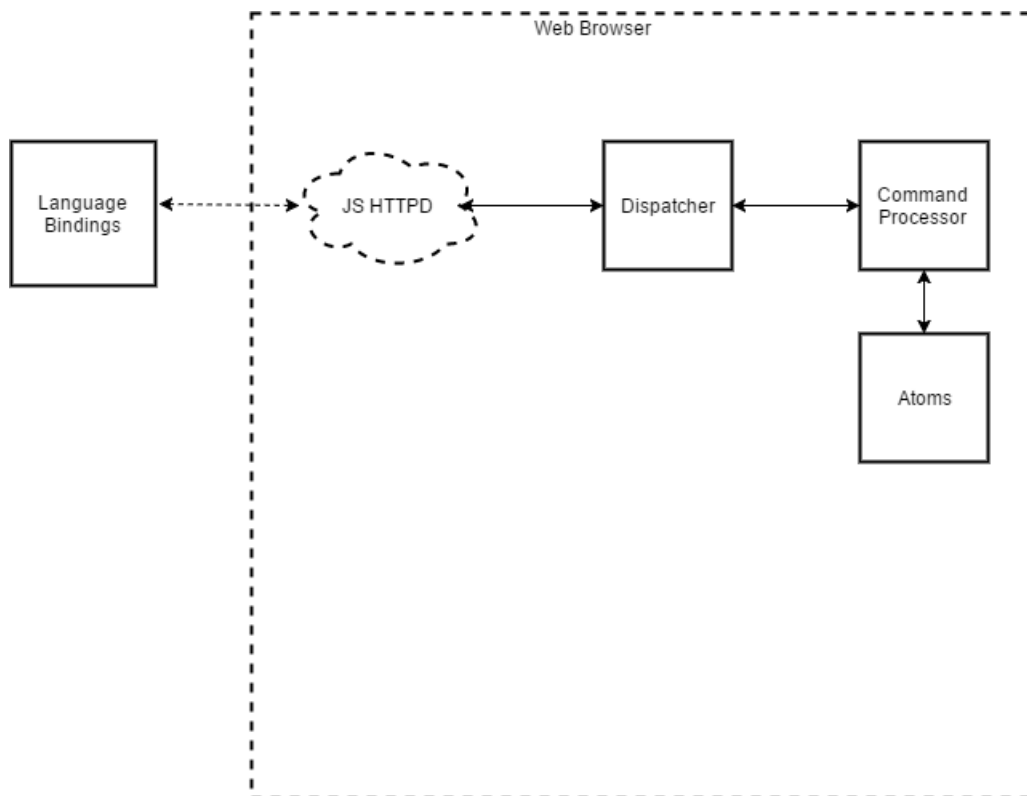 Web Browser
Language
Bindings
JS HTTPD
Dispatcher
Command
Processor
Atoms